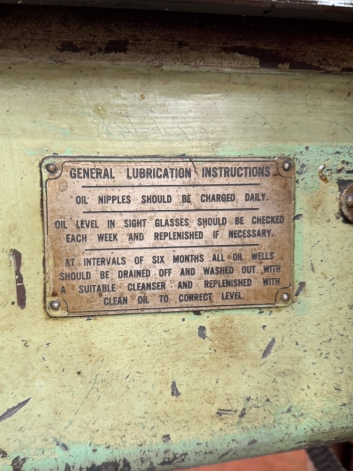 GENERAL LUBRICATION INSTRUCTIONS.
OIL NIPPLES SHOULD BE CHARGED DAILY.
OIL LEVEL IN SIGHT GLASSES SHOULD BE CHECKED
EACH WEEK AND REPLENISHED IF NECESSARY.
AT INTERVALS OF SIX MONTHS ALL OIL WELLS
SHOULD BE DRAINED OFF AND WASHED OUT WITH
A SUITABLE CLEANSER AND REPLENISHED WITH
CLEAN OIL TO CORRECT LEVEL.